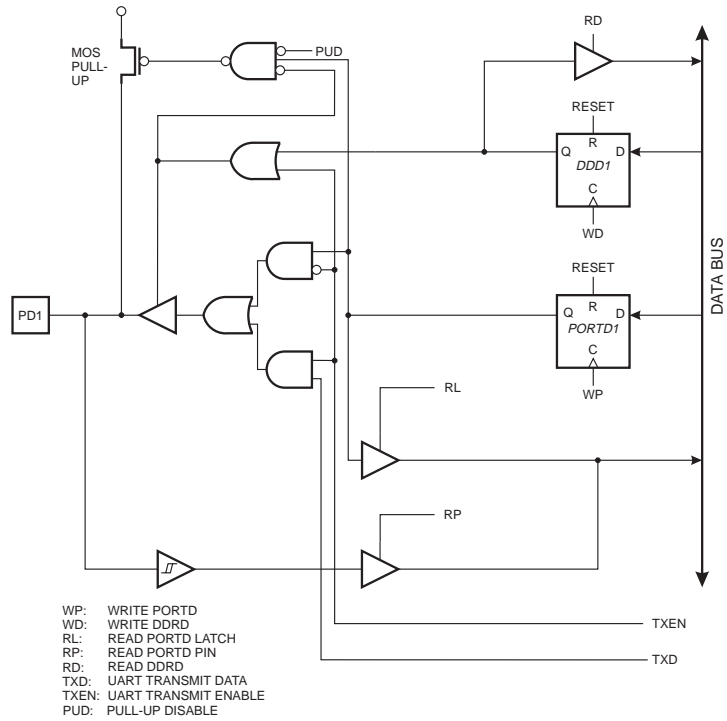 RD
MOS
PULL-
UP
PUD
RESET
R
Q
D
DDD1
C
WD
DATA BUS
RESET
R
Q
D
PORTD1
C
WP
PD1
RL
RP
TXEN
TXD
WP: WRITE PORTD
WD: WRITE DDRD
RL: READ PORTD LATCH
RP: READ PORTD PIN
RD: READ DDRD
TXD: UART TRANSMIT DATA
TXEN: UART TRANSMIT ENABLE
PUD: PULL-UP DISABLE